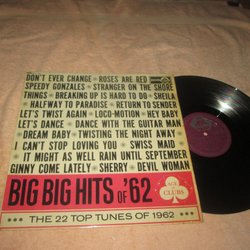 DON'T EVER CHANGE • ROSES ARE RED
SPEEDY GONZALES • STRANGER ON THE SHORE
THINGS • BREAKING UP IS HARD TO DO • SHEILA
HALFWAY TO PARADISE • RETURN TO SENDER
LET'S TWIST AGAIN • LOCO-MOTION • HEY BABY
LET'S DANCE • DANCE WITH THE GUITAR MAN
DREAM BABY • TWISTING THE NIGHT AWAY
I CAN'T STOP LOVING YOU • SWISS MAID
IT MIGHT AS WELL RAIN UNTIL SEPTEMBER
GINNY COME LATELY • SHERRY • DEVIL WOMAN
BIG BIG HITS OF '62
ACE OF CLUBS
THE 22 TOP TUNES OF 1962